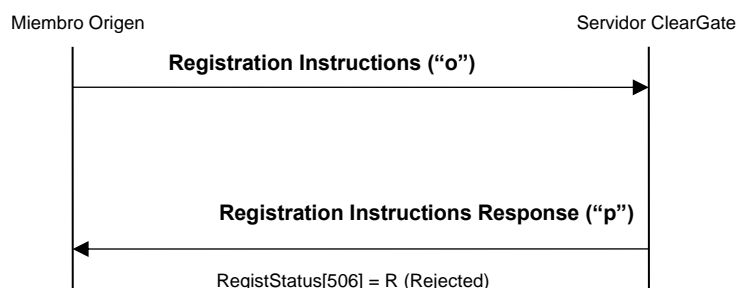 Miembro Origen
Servidor ClearGate
Registration Instructions (“o”)
Registration Instructions Response (“p”)
RegistStatus[506] = R (Rejected)